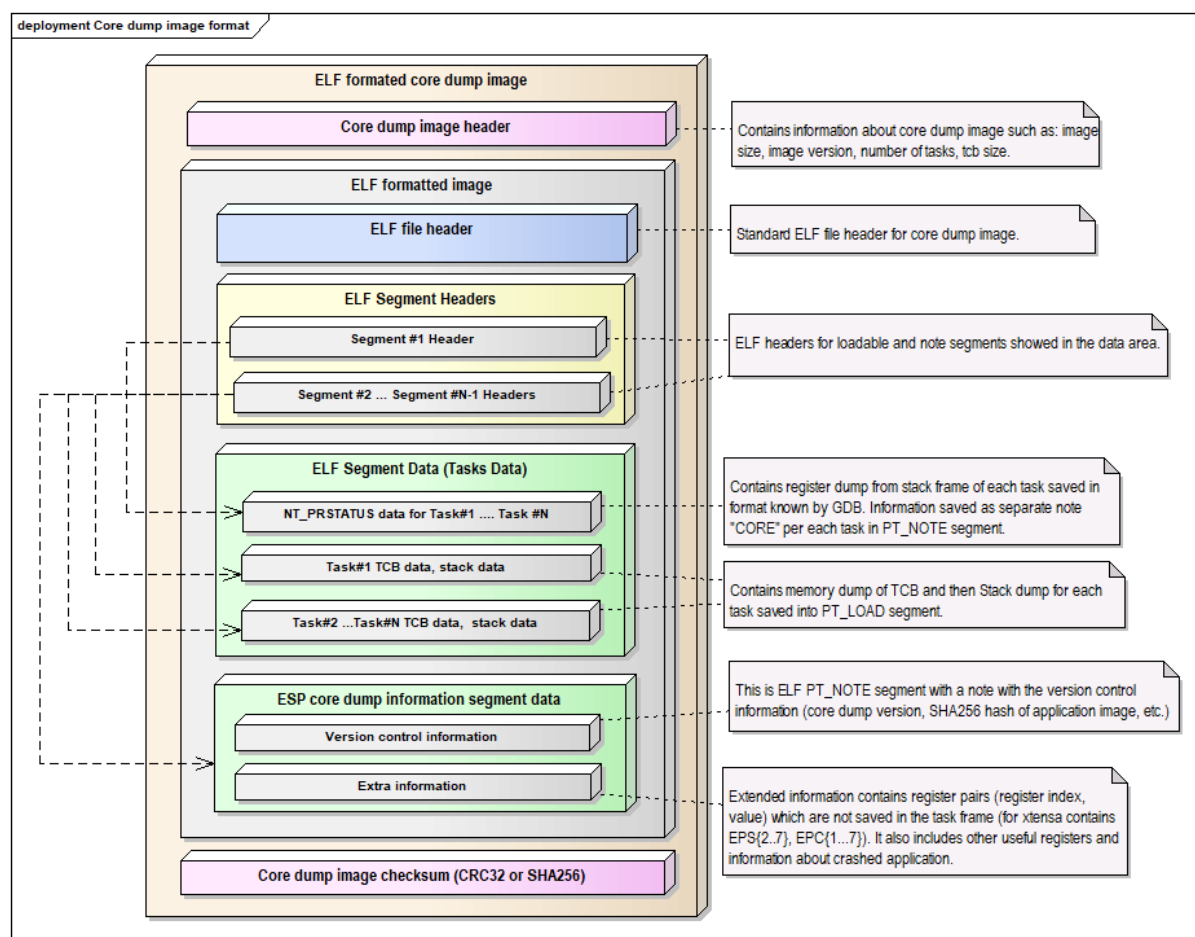 deployment Core dump image format
ELF formated core dump image
Core dump image header
Contains information about core dump image such as: image
size, image version, number of tasks, tcb size.
ELF formatted image
ELF file header
Standard ELF file header for core dump image.
ELF Segment Headers
Segment #1 Header
ELF headers for loadable and note segments showed in the data area.
Segment #2 ... Segment #N-1 Headers
ELF Segment Data (Tasks Data)
NT_PRSTATUS data for Task#1 .... Task #N
Contains register dump from stack frame of each task saved in
format known by GDB. Information saved as separate note
"CORE" per each task in PT_NOTE segment.
Task#1 TCB data, stack data
Task#2 ...Task#N TCB data, stack data
Contains memory dump of TCB and then Stack dump for each
task saved into PT_LOAD segment.
ESP core dump information segment data
Version control information
This is ELF PT_NOTE segment with a note with the version control
information (core dump version, SHA256 hash of application image, etc.)
Extra information
Extended information contains register pairs (register index,
value) which are not saved in the task frame (for xtensa contains
EPS{2..7}, EPC{1...7}). It also includes other useful registers and
information about crashed application.
Core dump image checksum (CRC32 or SHA256)